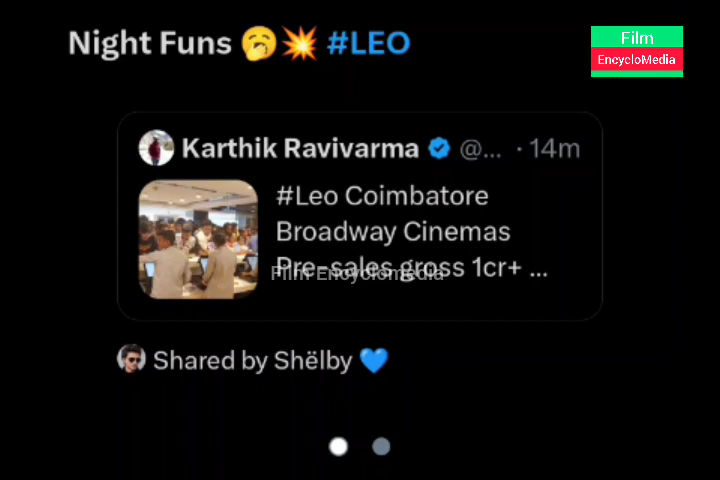 Night Funs 🥱💥 #LEO
Film
EncycloMedia
Karthik Ravivarma @... · 14m
#Leo Coimbatore
Broadway Cinemas
Pre-sales gross 1cr+ ...
Film Encyclomedia
Shared by Shëlby 💙